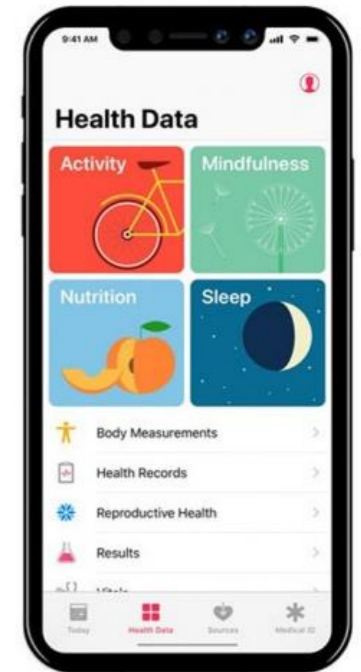 9:41 AM
Health Data
Activity
Mindfulness
Nutrition
Sleep
Body Measurements
Health Records
Reproductive Health
Results
Vitals
Today
Health Data
Sources
Medical ID